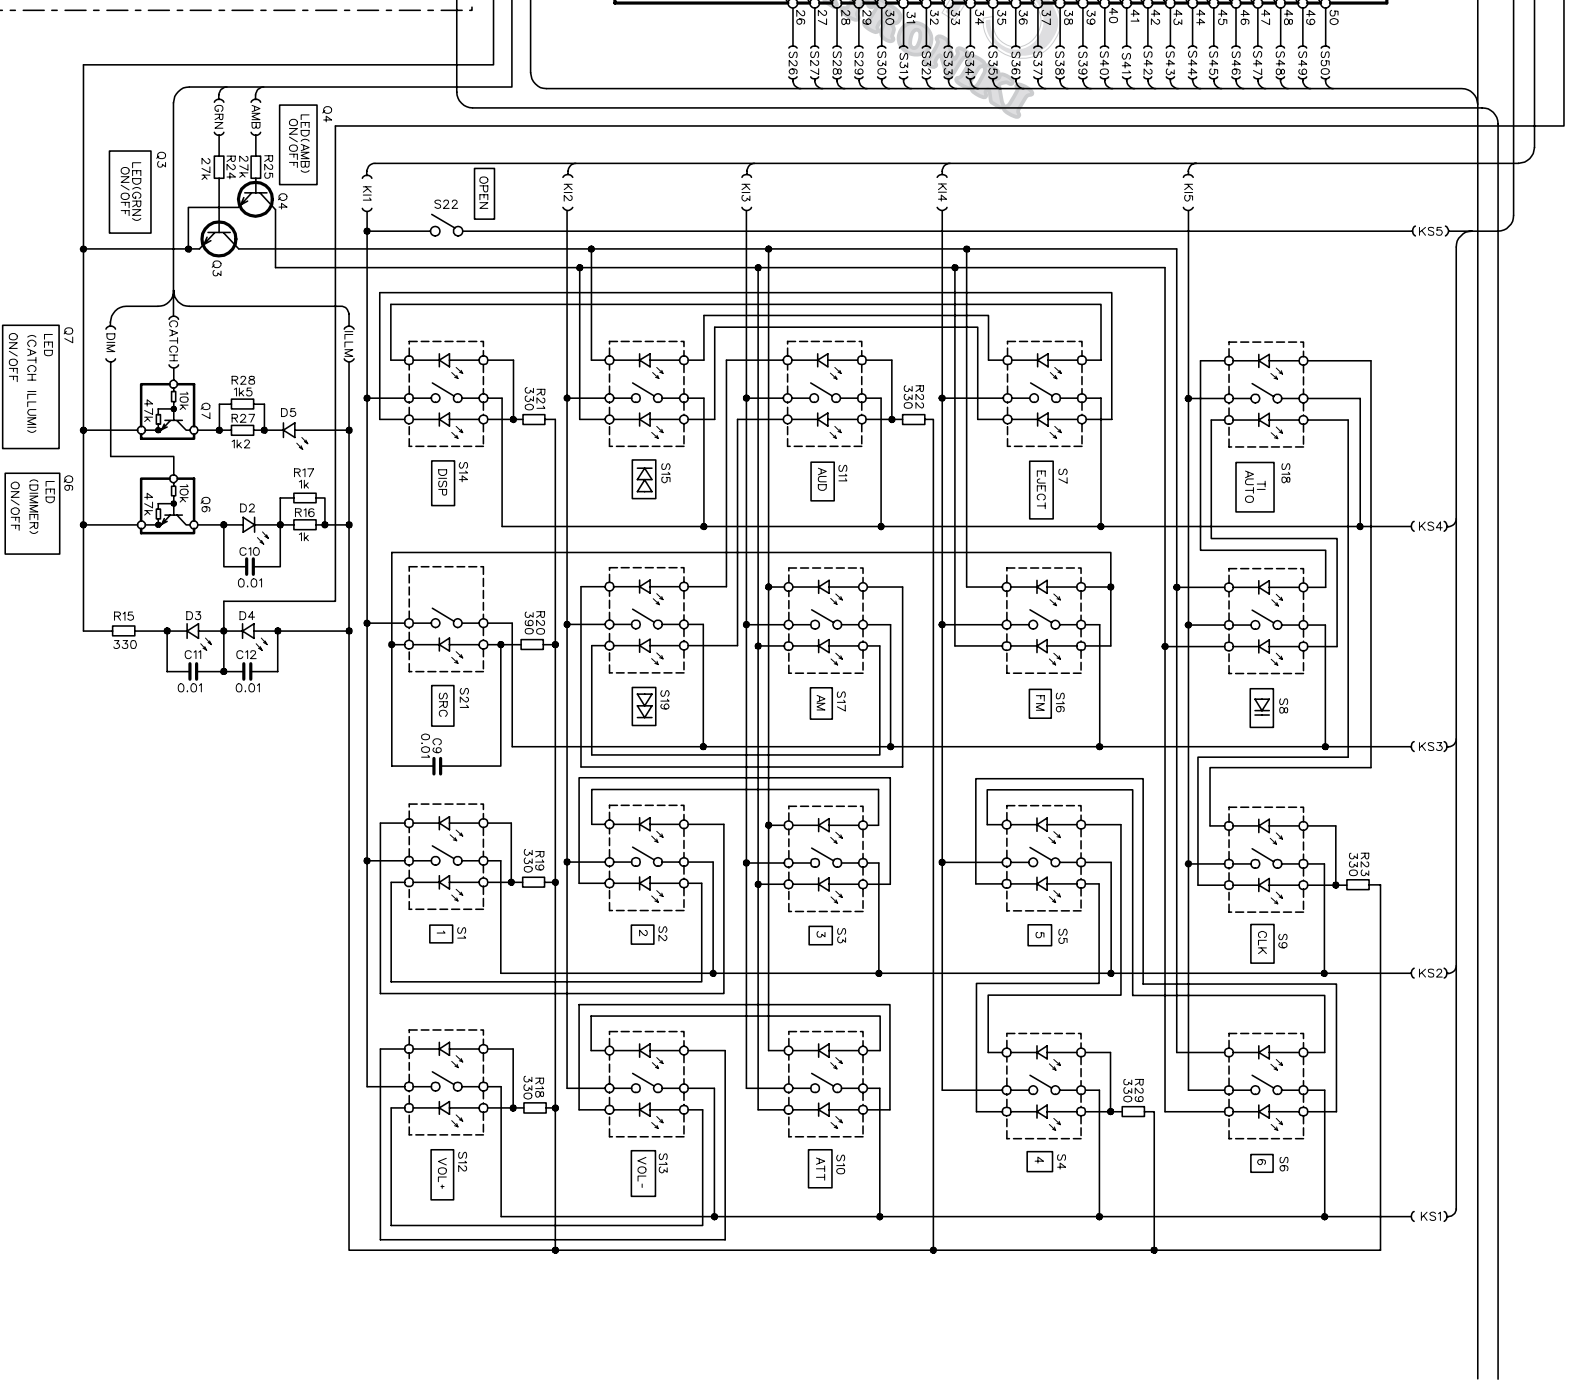 26 27 28 29 30 31 32 33 34 35 36 37 38 39 40 41 42 43 44 45 46 47 48 49 50
S26 S27 S28 S29 S30 S31 S32 S33 S34 S35 S36 S37 S38 S39 S40 S41 S42 S43 S44 S45 S46 S47 S48 S49 S50
Q4
LED(AMB)
ON/OFF
GRN
AMB
Q3
LED(GRN)
ON/OFF
R24
27k
R25
27k
Q4
Q3
KI1
KI2
KI3
KI4
KI5
OPEN
S22
KS5
Q7
LED
(CATCH ILLUMI)
ON/OFF
DIM
CATCH
ILLM
10k
47k
Q7
R28
1k5
R27
1k2
D5
Q6
LED
(DIMMER)
ON/OFF
10k
47k
Q6
D2
R17
1k
R16
1k
C10
0.01
R15
330
D3
D4
C11
0.01
C12
0.01
R21
330
R22
330
S14
DISP
S15
S11
AUD
S7
EJECT
S18
TI
AUTO
KS4
R20
390
S21
SRC
C9
0.01
S19
S17
AM
S16
FM
S8
KS3
R19
330
R23
330
S1
1
S2
2
S3
3
S5
5
S9
CLK
KS2
R18
330
R29
330
S12
VOL+
S13
VOL-
S10
ATT
S4
4
S6
6
KS1